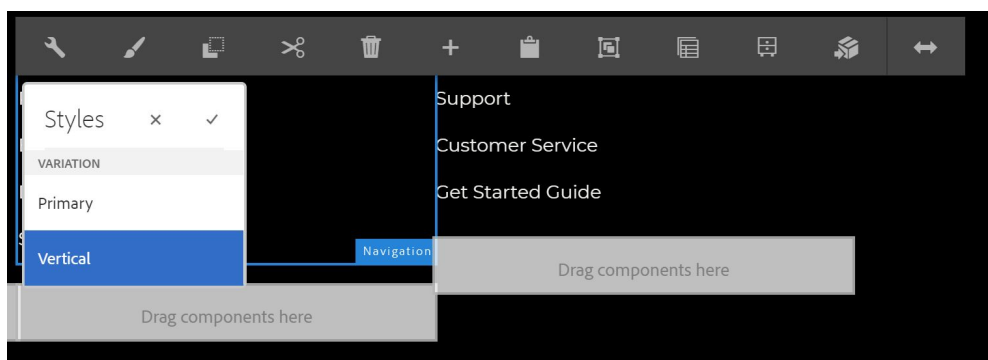 Styles
VARIATION
Primary
Vertical
Navigation
Drag components here
Support
Customer Service
Get Started Guide
Drag components here